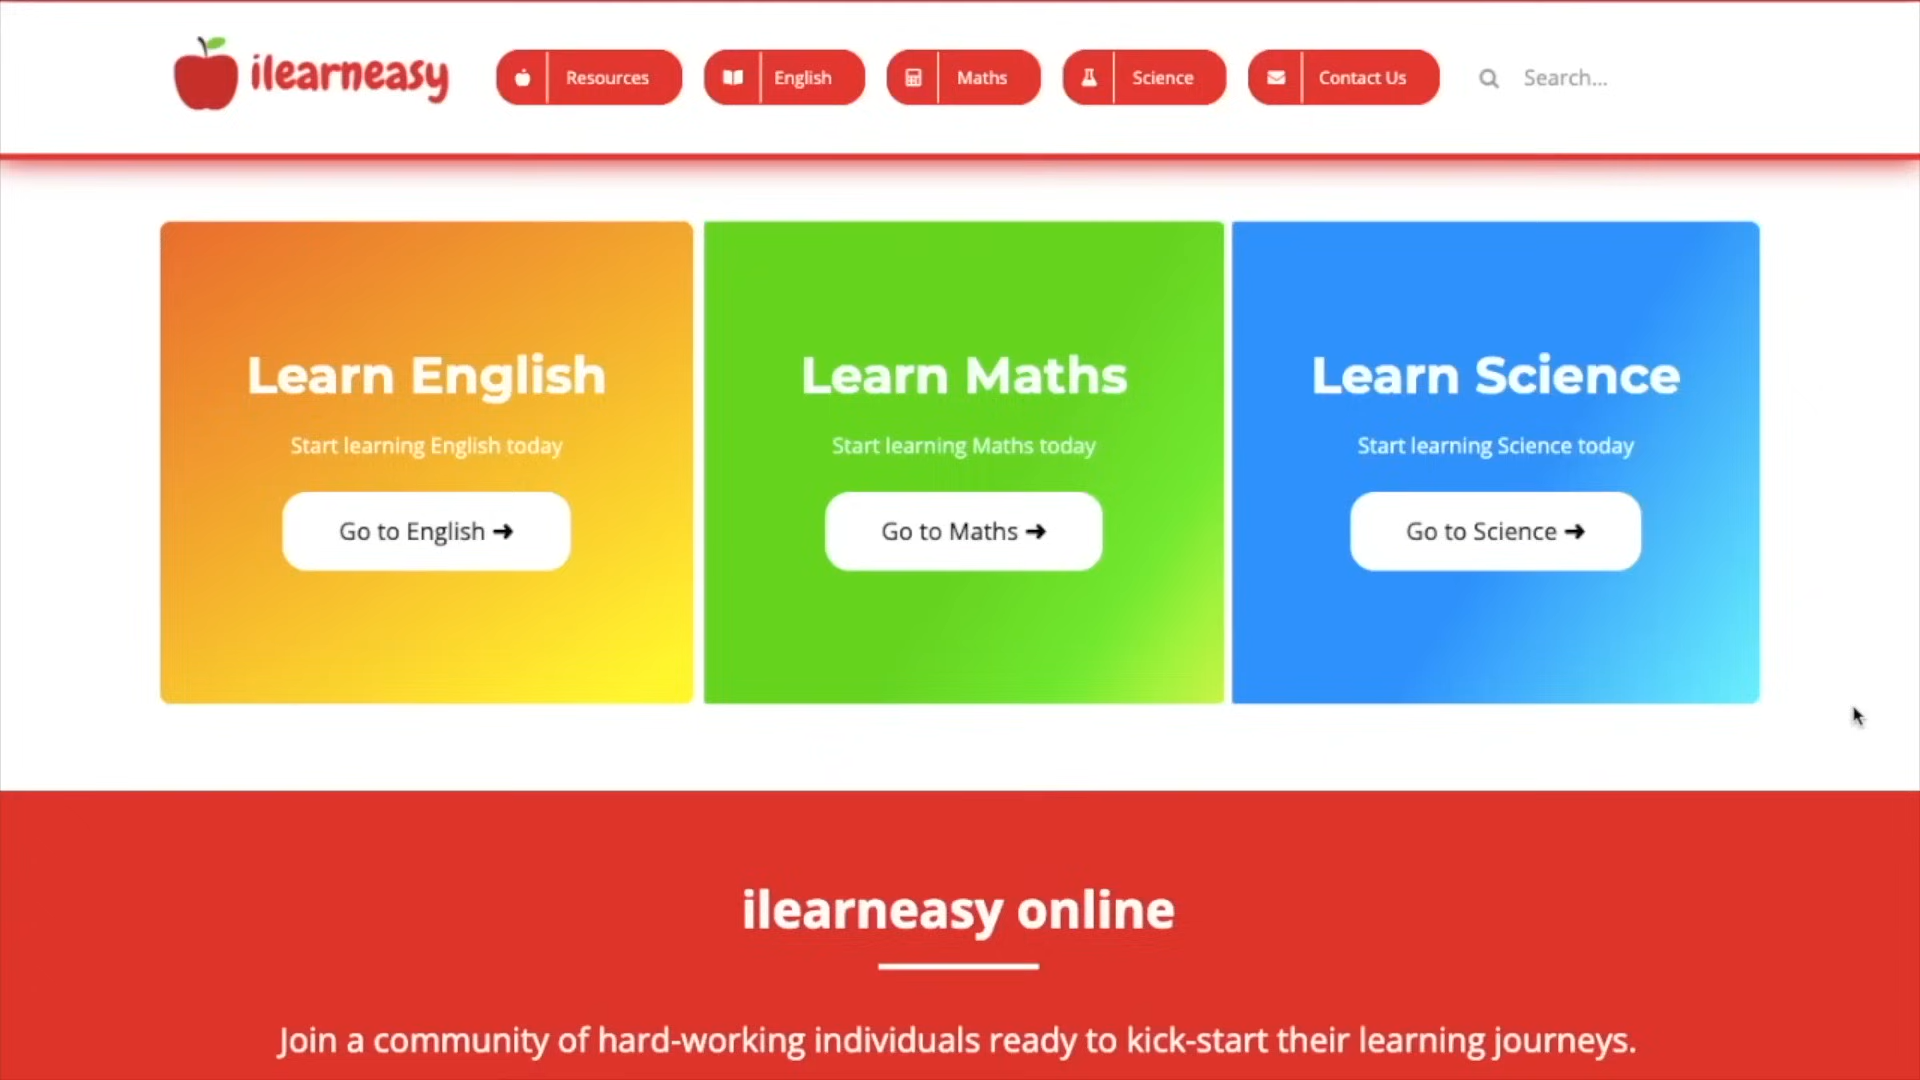 ilearneasy
Resources
English
Maths
Science
Contact Us
Search...
Learn English
Start learning English today
Go to English ➜
Learn Maths
Start learning Maths today
Go to Maths ➜
Learn Science
Start learning Science today
Go to Science ➜
ilearneasy online
Join a community of hard-working individuals ready to kick-start their learning journeys.